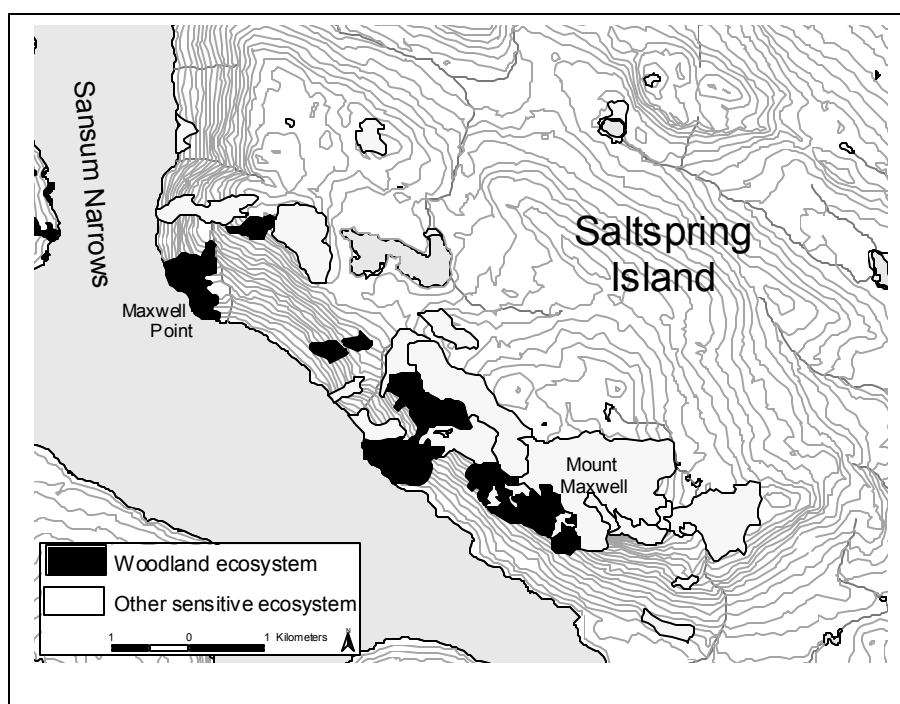 Sansum Narrows
Saltspring
Island
Maxwell
Point
Mount
Maxwell
Woodland ecosystem
Other sensitive ecosystem
1 0 1 Kilometers
N